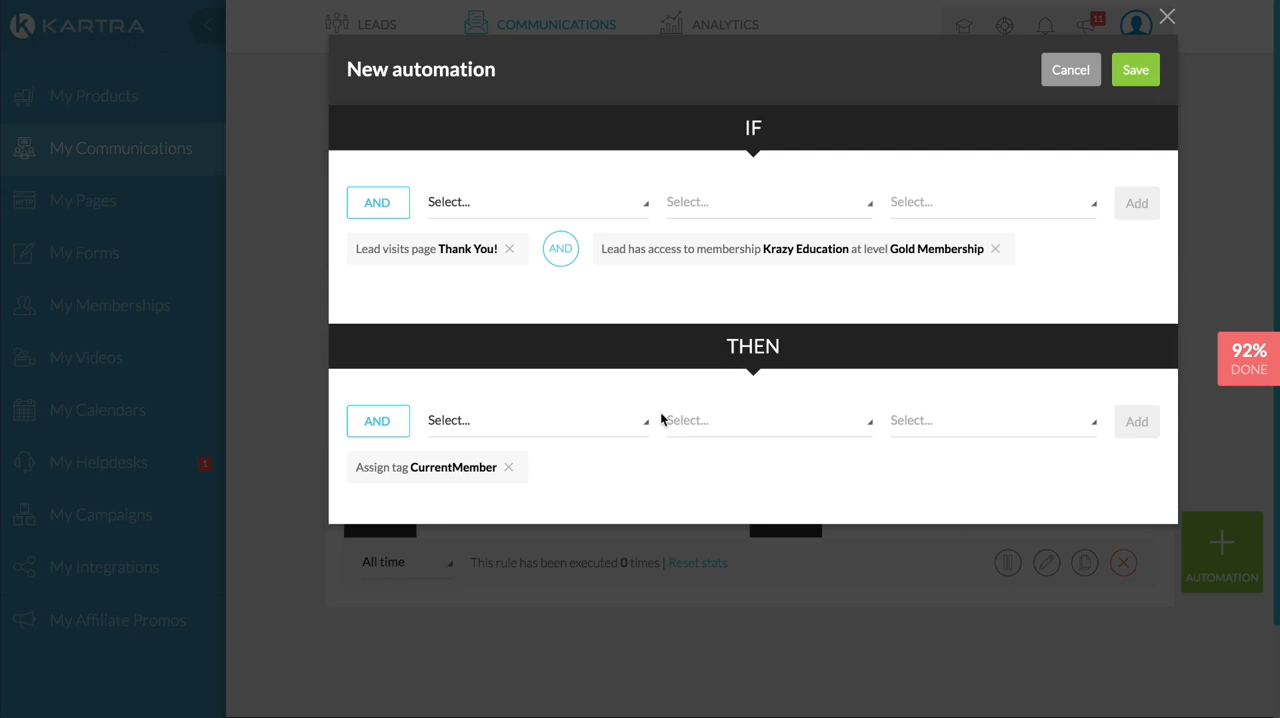 KARTRA
LEADS
COMMUNICATIONS
ANALYTICS
11
New automation
Cancel
Save
My Products
IF
My Communications
HTTP
My Pages
AND
Select...
Select...
Select...
Add
My Forms
Lead visits page Thank You!
AND
Lead has access to membership Krazy Education at level Gold Membership
My Memberships
THEN
92%
DONE
My Videos
My Calendars
AND
Select...
Select...
Select...
Add
My Helpdesks
1
Assign tag CurrentMember
My Campaigns
All time
This rule has been executed 0 times | Reset stats
My Integrations
AUTOMATION
My Affiliate Promos